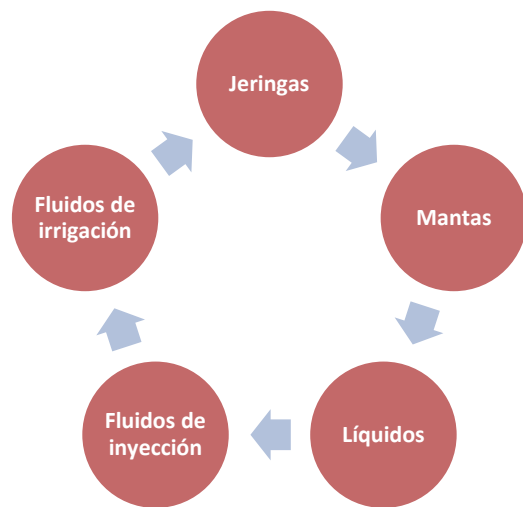 Jeringas
Mantas
Líquidos
Fluidos de
inyección
Fluidos de
irrigación